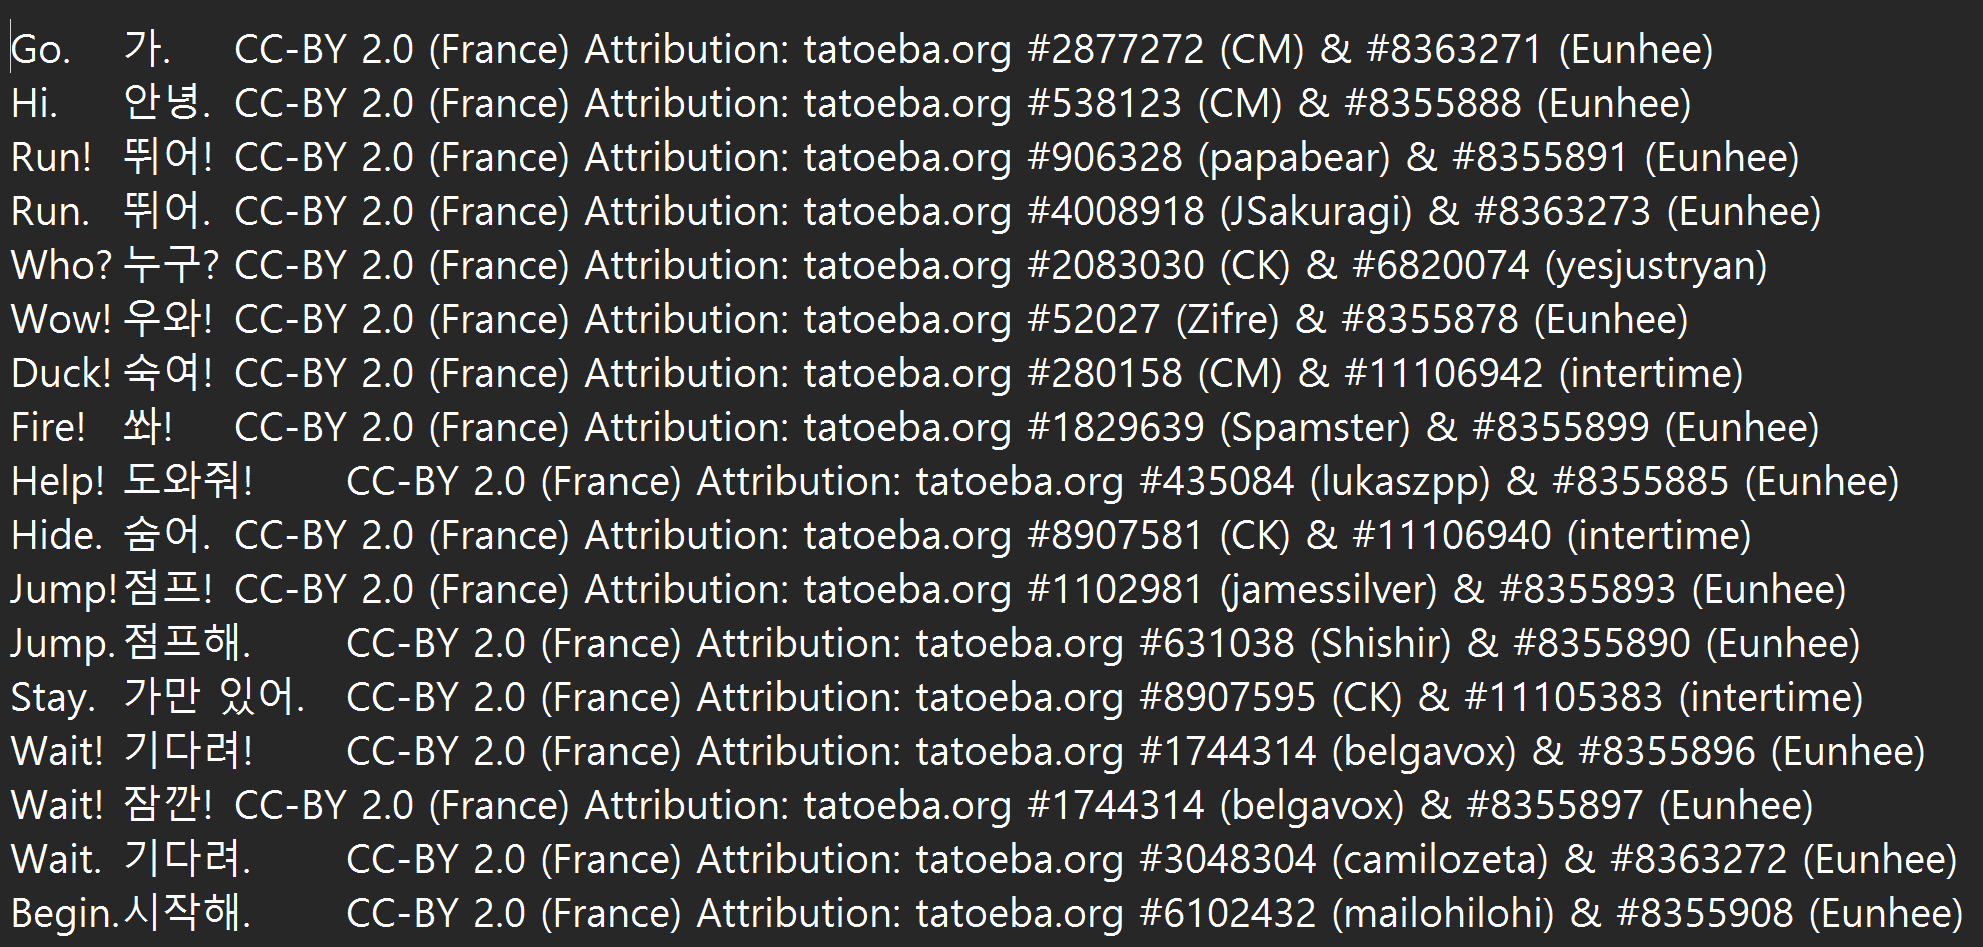 Go.	가.	CC-BY 2.0 (France) Attribution: tatoeba.org #2877272 (CM) & #8363271 (Eunhee)
Hi.	안녕.	CC-BY 2.0 (France) Attribution: tatoeba.org #538123 (CM) & #8355888 (Eunhee)
Run!	뛰어!	CC-BY 2.0 (France) Attribution: tatoeba.org #906328 (papabear) & #8355891 (Eunhee)
Run.	뛰어.	CC-BY 2.0 (France) Attribution: tatoeba.org #4008918 (JSakuragi) & #8363273 (Eunhee)
Who?	누구?	CC-BY 2.0 (France) Attribution: tatoeba.org #2083030 (CK) & #6820074 (yesjustryan)
Wow!	우와!	CC-BY 2.0 (France) Attribution: tatoeba.org #52027 (Zifre) & #8355878 (Eunhee)
Duck!	숙여!	CC-BY 2.0 (France) Attribution: tatoeba.org #280158 (CM) & #11106942 (intertime)
Fire!	쏴!	CC-BY 2.0 (France) Attribution: tatoeba.org #1829639 (Spamster) & #8355899 (Eunhee)
Help!	도와줘!	CC-BY 2.0 (France) Attribution: tatoeba.org #435084 (lukaszpp) & #8355885 (Eunhee)
Hide.	숨어.	CC-BY 2.0 (France) Attribution: tatoeba.org #8907581 (CK) & #11106940 (intertime)
Jump!	점프!	CC-BY 2.0 (France) Attribution: tatoeba.org #1102981 (jamessilver) & #8355893 (Eunhee)
Jump.	점프해.	CC-BY 2.0 (France) Attribution: tatoeba.org #631038 (Shishir) & #8355890 (Eunhee)
Stay.	가만 있어.	CC-BY 2.0 (France) Attribution: tatoeba.org #8907595 (CK) & #11105383 (intertime)
Wait!	기다려!	CC-BY 2.0 (France) Attribution: tatoeba.org #1744314 (belgavox) & #8355896 (Eunhee)
Wait!	잠깐!	CC-BY 2.0 (France) Attribution: tatoeba.org #1744314 (belgavox) & #8355897 (Eunhee)
Wait.	기다려.	CC-BY 2.0 (France) Attribution: tatoeba.org #3048304 (camilozeta) & #8363272 (Eunhee)
Begin.	시작해.	CC-BY 2.0 (France) Attribution: tatoeba.org #6102432 (mailohilohi) & #8355908 (Eunhee)